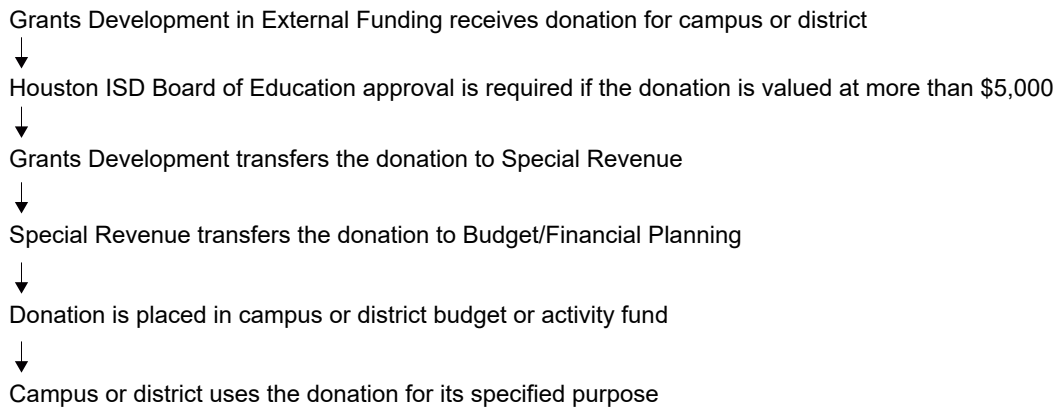 Grants Development in External Funding receives donation for campus or district
Houston ISD Board of Education approval is required if the donation is valued at more than $5,000
Grants Development transfers the donation to Special Revenue
Special Revenue transfers the donation to Budget/Financial Planning
Donation is placed in campus or district budget or activity fund
Campus or district uses the donation for its specified purpose